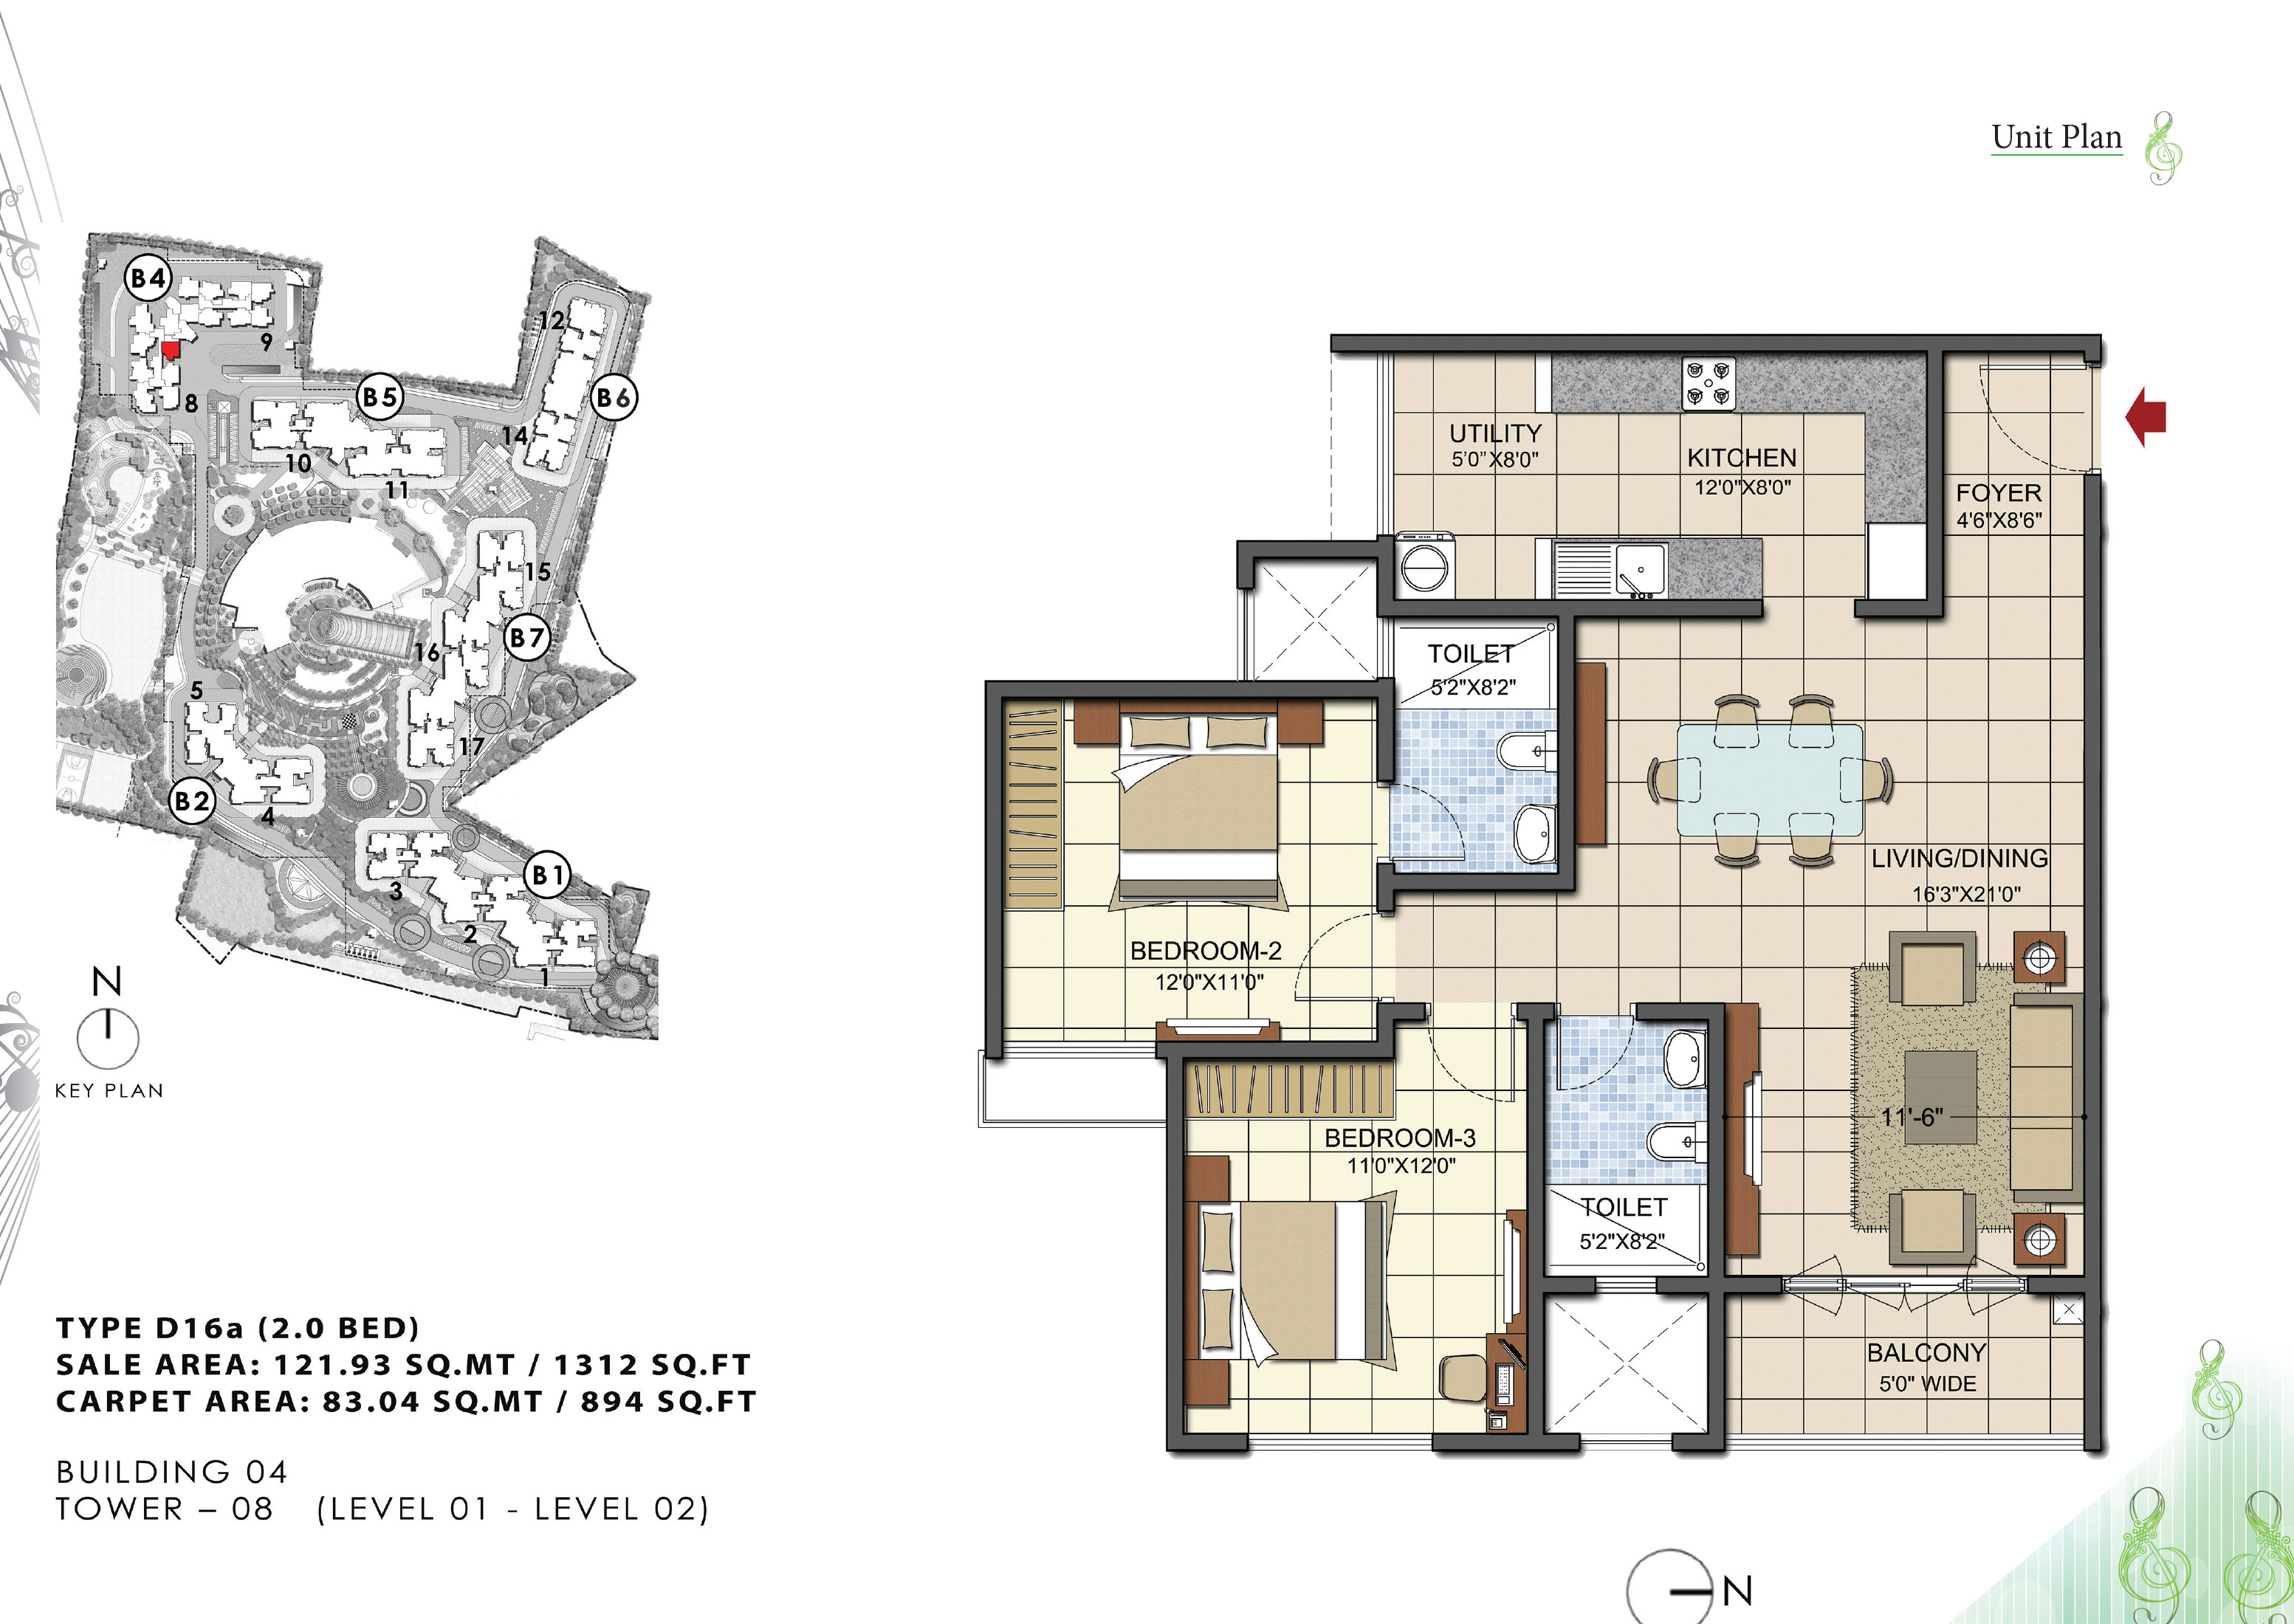 Unit Plan
B4
9
8
B5
10
11
12
B6
14
15
B7
16
17
5
B2
4
3
B1
2
1
N
KEY PLAN
TYPE D16a (2.0 BED)
SALE AREA: 121.93 SQ.MT / 1312 SQ.FT
CARPET AREA: 83.04 SQ.MT / 894 SQ.FT
BUILDING 04
TOWER – 08 (LEVEL 01 - LEVEL 02)
UTILITY
5'0"X8'0"
KITCHEN
12'0"X8'0"
FOYER
4'6"X8'6"
TOILET
5'2"X8'2"
LIVING/DINING
16'3"X21'0"
BEDROOM-2
12'0"X11'0"
BEDROOM-3
11'0"X12'0"
11'-6"
TOILET
5'2"X8'2"
BALCONY
5'0" WIDE
N